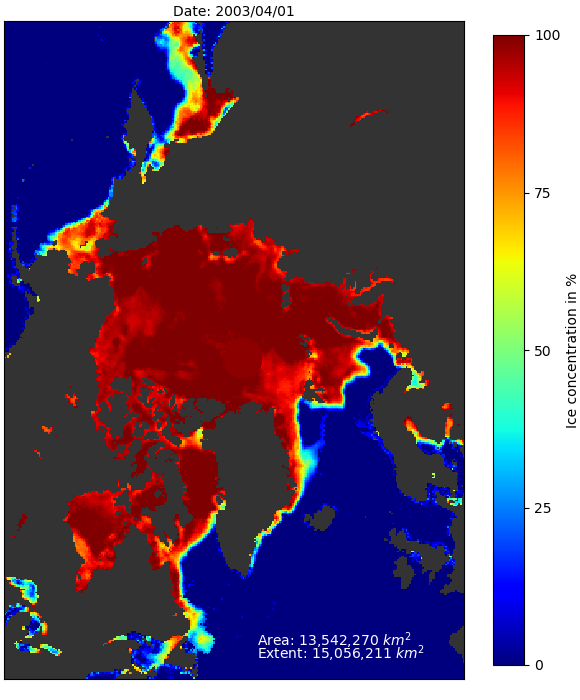 Date: 2003/04/01
100
75
50
25
0
Ice concentration in %
Area: 13,542,270 km²
Extent: 15,056,211 km²